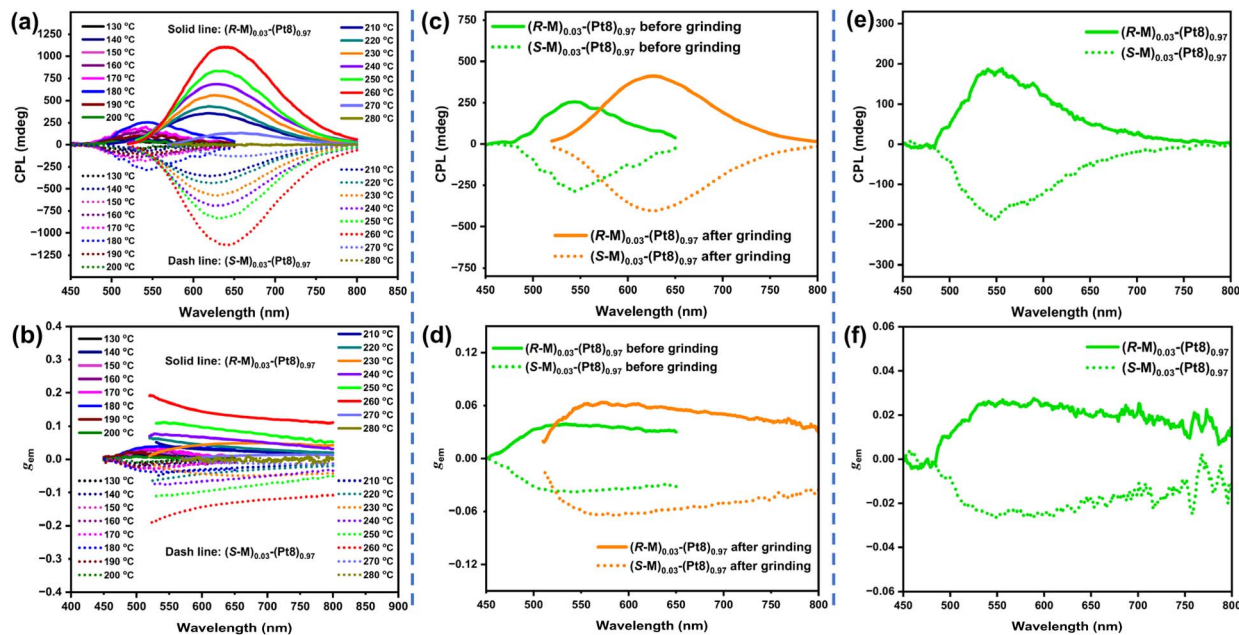 (a)
Solid line: (R-M)0.03-(Pt8)0.97
130 °C
140 °C
150 °C
160 °C
170 °C
180 °C
190 °C
200 °C
210 °C
220 °C
230 °C
240 °C
250 °C
260 °C
270 °C
280 °C
CPL (mdeg)
1250
1000
750
500
250
0
−250
−500
−750
−1000
−1250
130 °C
140 °C
150 °C
160 °C
170 °C
180 °C
190 °C
200 °C
210 °C
220 °C
230 °C
240 °C
250 °C
260 °C
270 °C
280 °C
Dash line: (S-M)0.03-(Pt8)0.97
450 500 550 600 650 700 750 800 850
Wavelength (nm)
(b)
130 °C
140 °C
150 °C
160 °C
170 °C
180 °C
190 °C
200 °C
Solid line: (R-M)0.03-(Pt8)0.97
210 °C
220 °C
230 °C
240 °C
250 °C
260 °C
270 °C
280 °C
gem
0.4
0.3
0.2
0.1
0.0
−0.1
−0.2
−0.3
−0.4
130 °C
140 °C
150 °C
160 °C
170 °C
180 °C
190 °C
200 °C
Dash line: (S-M)0.03-(Pt8)0.97
210 °C
220 °C
230 °C
240 °C
250 °C
260 °C
270 °C
280 °C
400 450 500 550 600 650 700 750 800 850 900
Wavelength (nm)
(c)
(R-M)0.03-(Pt8)0.97 before grinding
(S-M)0.03-(Pt8)0.97 before grinding
CPL (mdeg)
750
500
250
0
−250
−500
−750
(R-M)0.03-(Pt8)0.97 after grinding
(S-M)0.03-(Pt8)0.97 after grinding
450 500 550 600 650 700 750 800
Wavelength (nm)
(d)
(R-M)0.03-(Pt8)0.97 before grinding
(S-M)0.03-(Pt8)0.97 before grinding
gem
0.12
0.06
0.00
−0.06
−0.12
(R-M)0.03-(Pt8)0.97 after grinding
(S-M)0.03-(Pt8)0.97 after grinding
450 500 550 600 650 700 750 800
Wavelength (nm)
(e)
(R-M)0.03-(Pt8)0.97
(S-M)0.03-(Pt8)0.97
CPL (mdeg)
300
200
100
0
−100
−200
−300
450 500 550 600 650 700 750 800
Wavelength (nm)
(f)
(R-M)0.03-(Pt8)0.97
(S-M)0.03-(Pt8)0.97
gem
0.06
0.04
0.02
0.00
−0.02
−0.04
−0.06
450 500 550 600 650 700 750 800
Wavelength (nm)